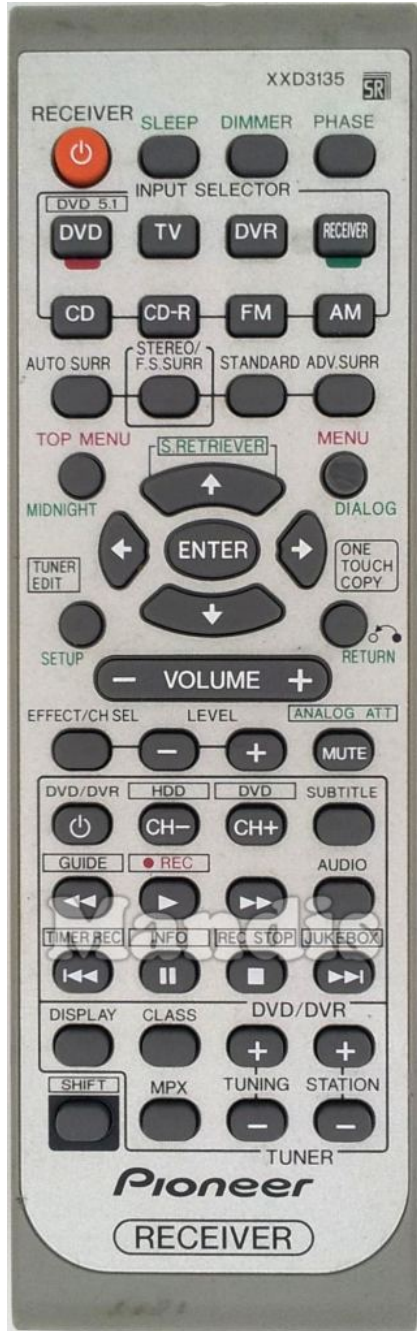 XXD3135 SR
RECEIVER SLEEP DIMMER PHASE
INPUT SELECTOR
DVD 5.1
DVD TV DVR RECEIVER
CD CD-R FM AM
AUTO SURR STEREO/ F.S.SURR STANDARD ADV.SURR
TOP MENU S.RETRIEVER MENU
MIDNIGHT DIALOG
ENTER
TUNER EDIT ONE TOUCH COPY
SETUP RETURN
− VOLUME +
EFFECT/CH SEL LEVEL ANALOG ATT
− + MUTE
DVD/DVR HDD DVD SUBTITLE
CH− CH+
GUIDE REC AUDIO
Mandis
TIMER REC INFO REC STOP JUKEBOX
DISPLAY CLASS DVD/DVR
+ +
SHIFT MPX TUNING STATION
− −
TUNER
Pioneer
RECEIVER